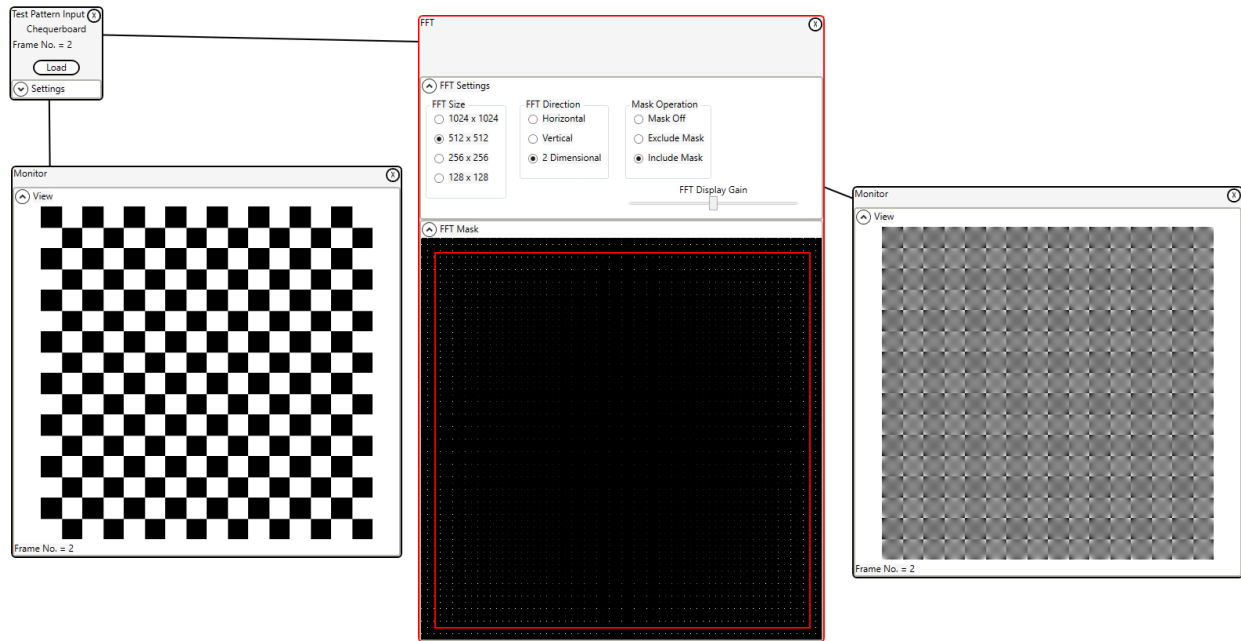 Test Pattern Input X
Chequerboard
Frame No. = 2
Load
Settings
Monitor X
View
Frame No. = 2
FFT X
FFT Settings
FFT Size
1024 x 1024
512 x 512
256 x 256
128 x 128
FFT Direction
Horizontal
Vertical
2 Dimensional
Mask Operation
Mask Off
Exclude Mask
Include Mask
FFT Display Gain
FFT Mask
Monitor X
View
Frame No. = 2